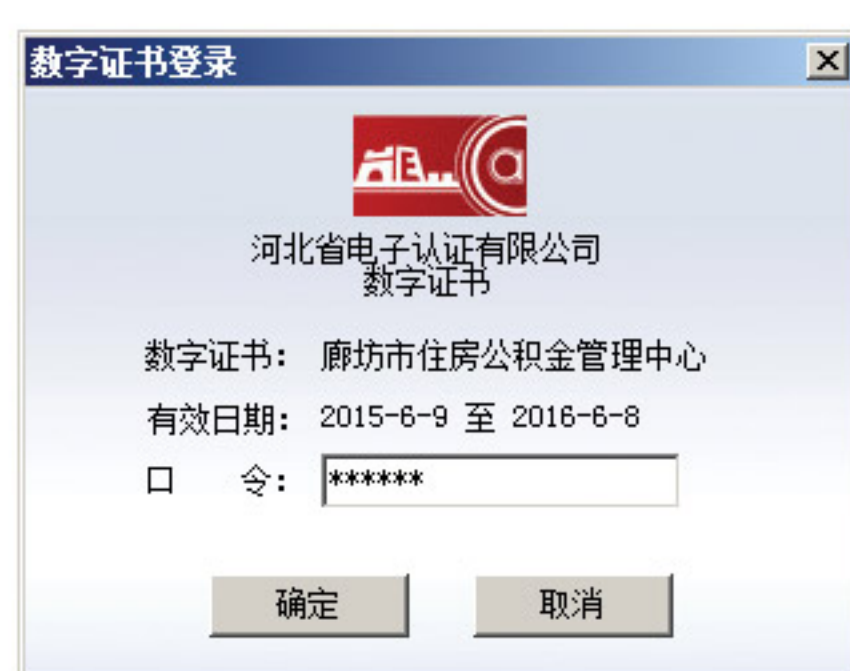 数字证书登录
河北省电子认证有限公司
数字证书
数字证书: 廊坊市住房公积金管理中心
有效日期: 2015-6-9 至 2016-6-8
口 令: ******
确定 取消